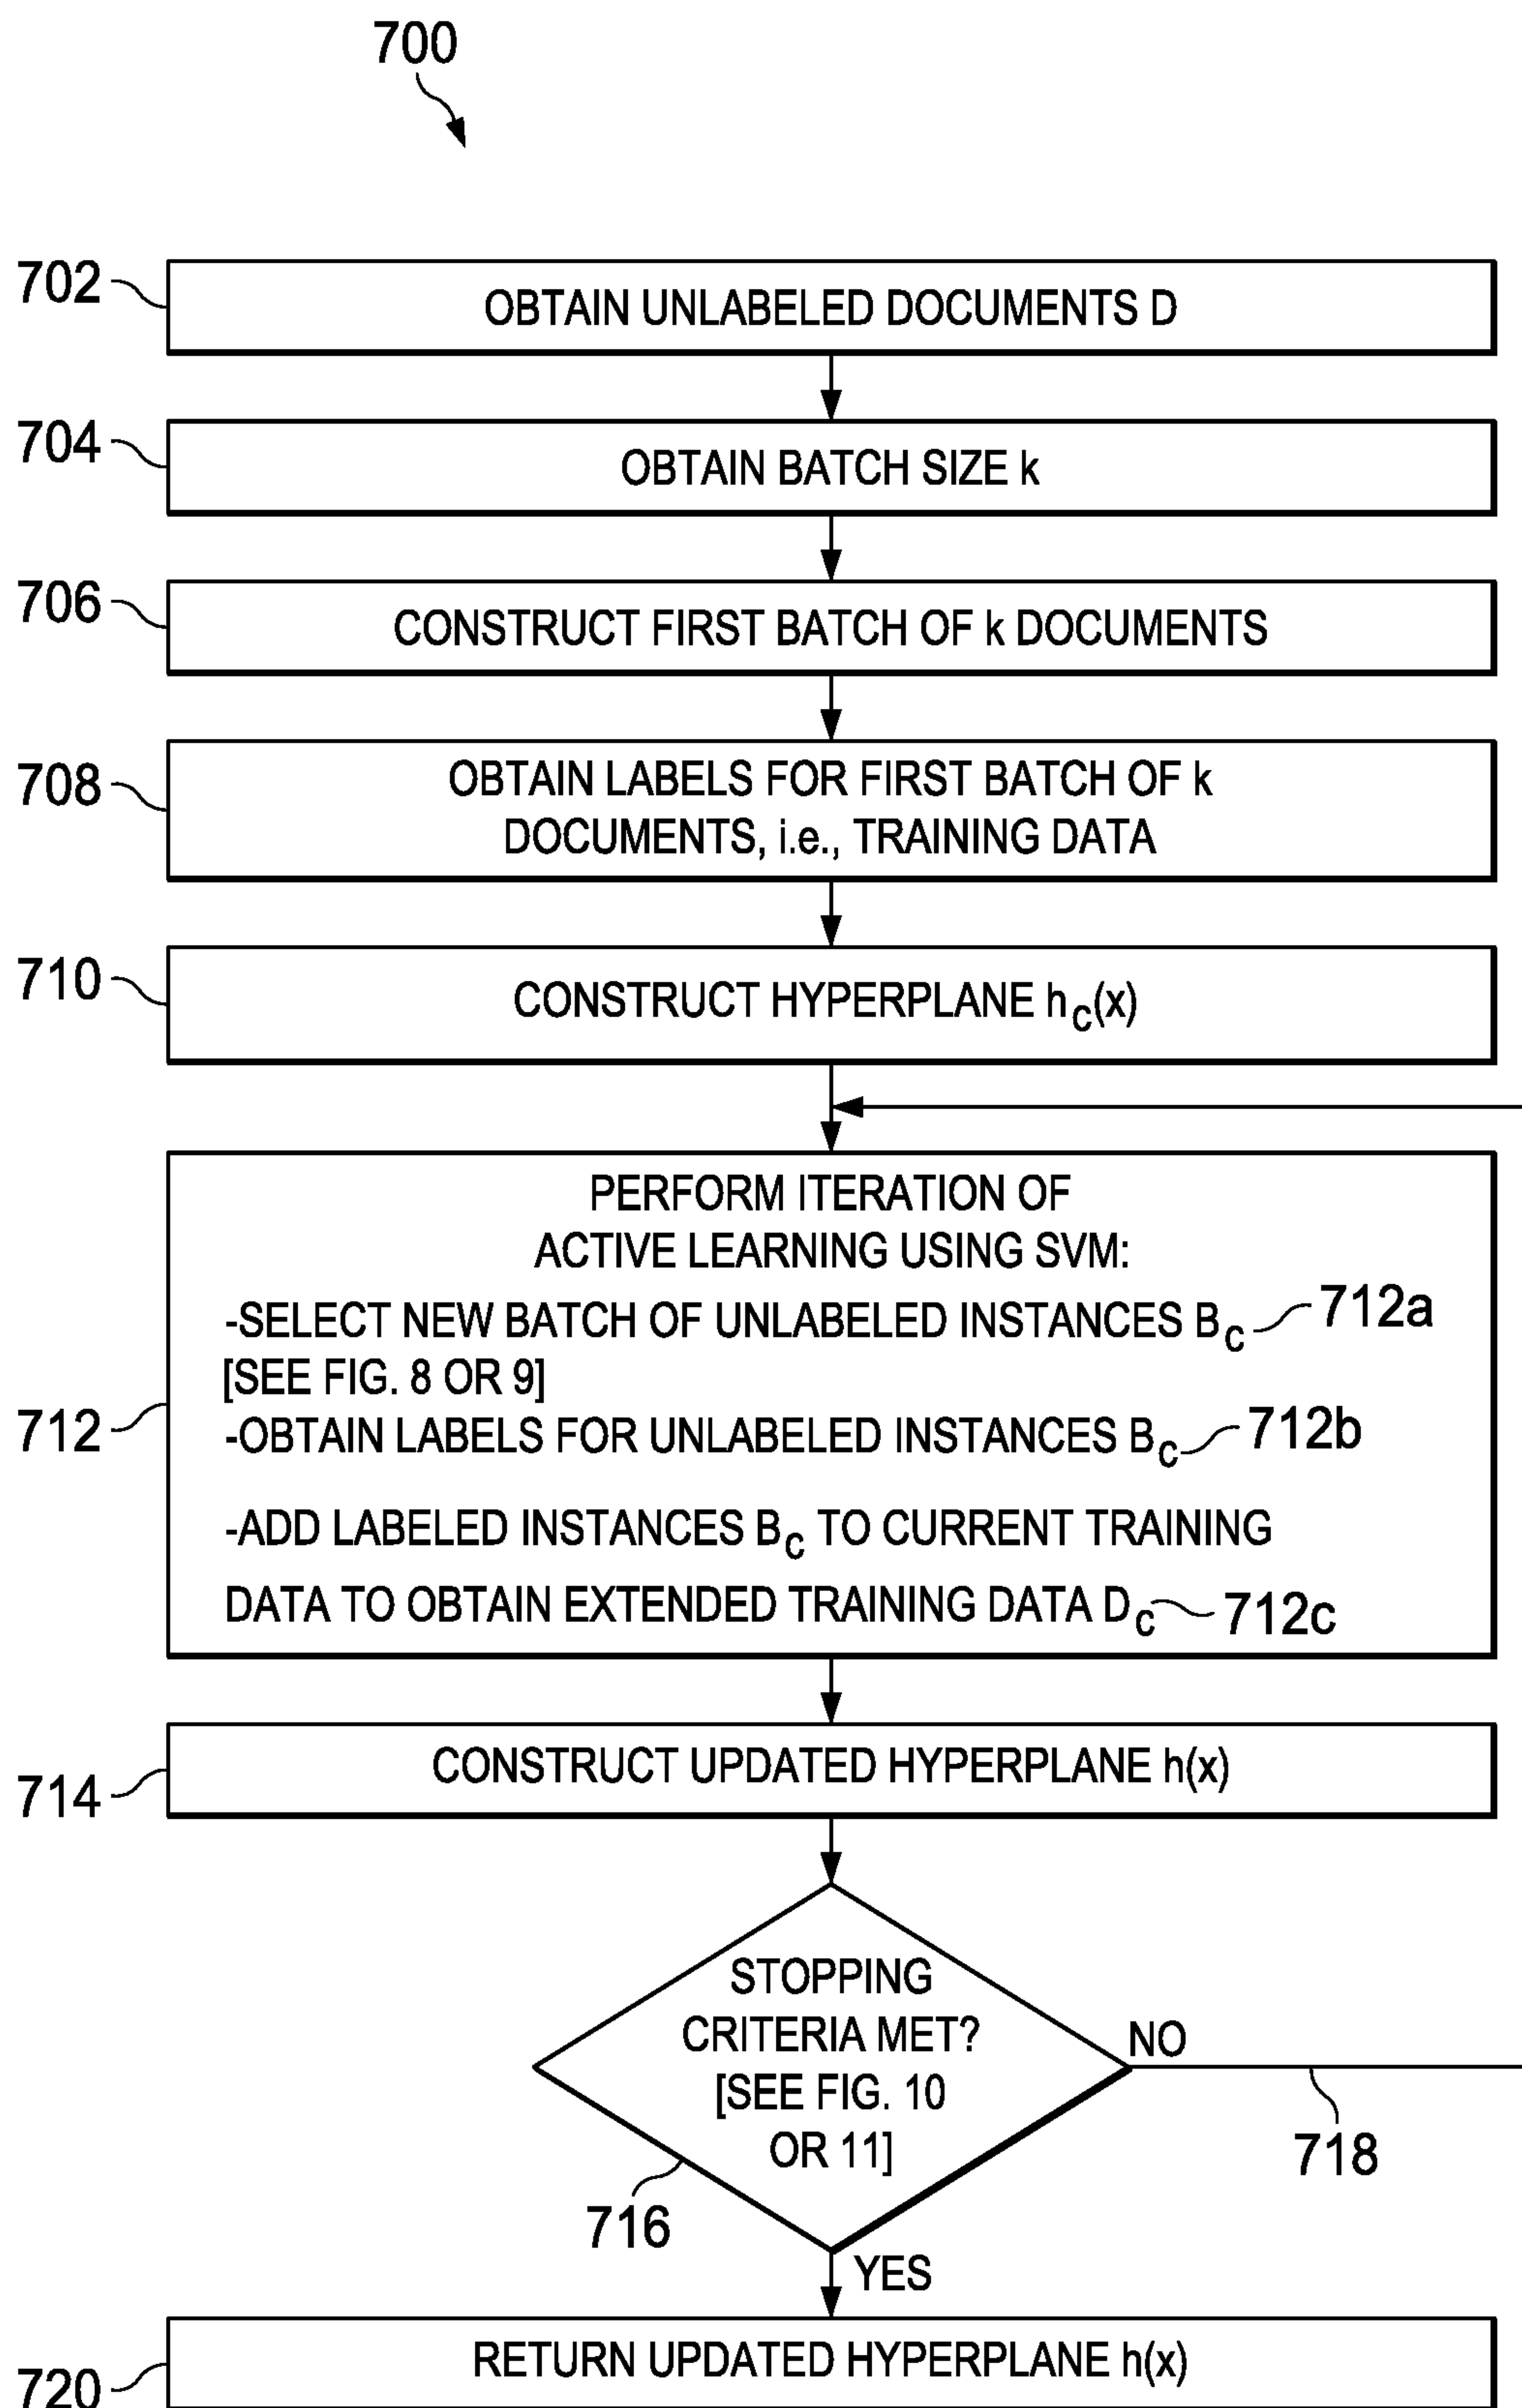 700
702
OBTAIN UNLABELED DOCUMENTS D
704
OBTAIN BATCH SIZE k
706
CONSTRUCT FIRST BATCH OF k DOCUMENTS
708
OBTAIN LABELS FOR FIRST BATCH OF k
DOCUMENTS, i.e., TRAINING DATA
710
CONSTRUCT HYPERPLANE hc(x)
712
PERFORM ITERATION OF
ACTIVE LEARNING USING SVM:
-SELECT NEW BATCH OF UNLABELED INSTANCES Bc 712a
[SEE FIG. 8 OR 9]
-OBTAIN LABELS FOR UNLABELED INSTANCES Bc 712b
-ADD LABELED INSTANCES Bc TO CURRENT TRAINING
DATA TO OBTAIN EXTENDED TRAINING DATA Dc 712c
714
CONSTRUCT UPDATED HYPERPLANE h(x)
STOPPING
CRITERIA MET?
[SEE FIG. 10
OR 11]
NO
718
716
YES
720
RETURN UPDATED HYPERPLANE h(x)